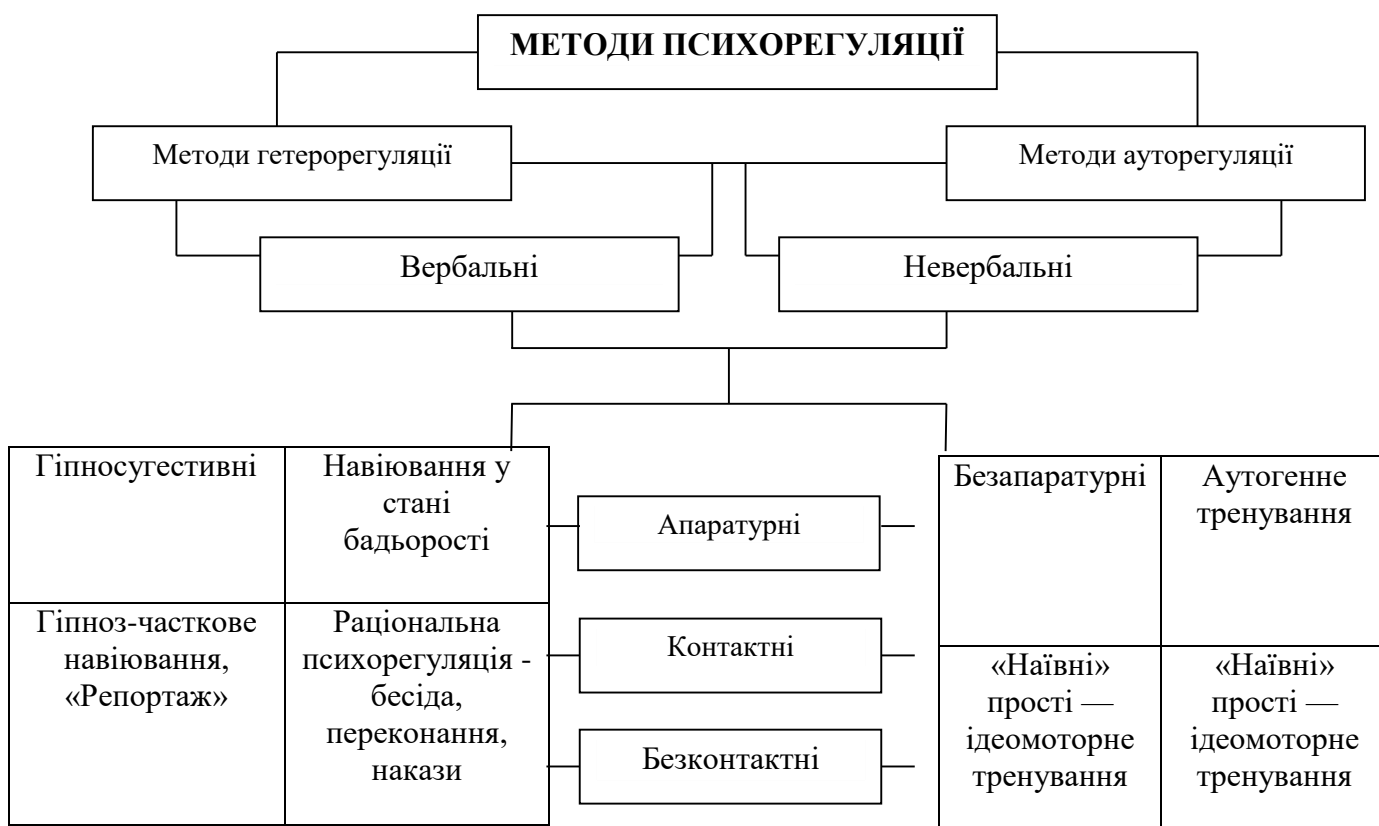 МЕТОДИ ПСИХОРЕГУЛЯЦІЇ
Методи гетерорегуляції
Методи ауторегуляції
Вербальні
Невербальні
Гіпносугестивні
Навіювання у
стані
бадьорості
Гіпноз-часткове
навіювання,
«Репортаж»
Раціональна
психорегуляція -
бесіда,
переконання,
накази
Апаратурні
Контактні
Безконтактні
Безапаратурні
Аутогенне
тренування
«Наївні»
прості —
ідеомоторне
тренування
«Наївні»
прості —
ідеомоторне
тренування